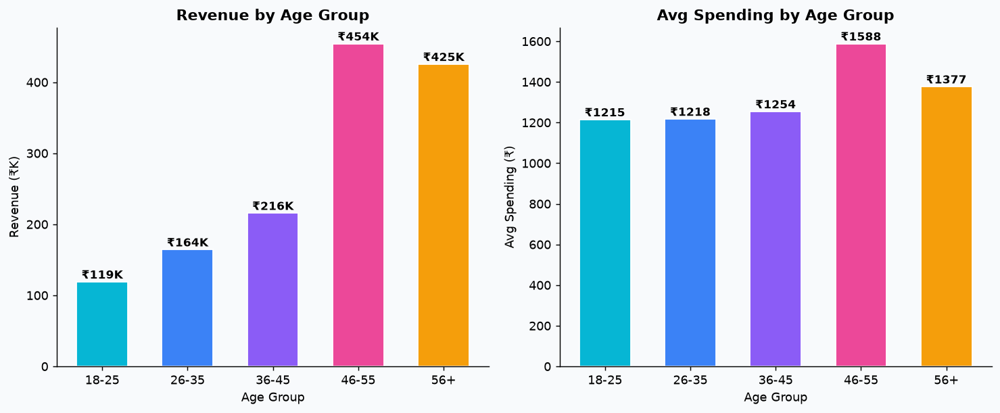 Revenue by Age Group
₹454K
₹425K
₹216K
₹164K
₹119K
400
300
200
100
0
Revenue (₹K)
18-25 26-35 36-45 46-55 56+
Age Group
Avg Spending by Age Group
₹1588
₹1377
₹1254
₹1215 ₹1218
1600
1400
1200
1000
800
600
400
200
0
Avg Spending (₹)
18-25 26-35 36-45 46-55 56+
Age Group